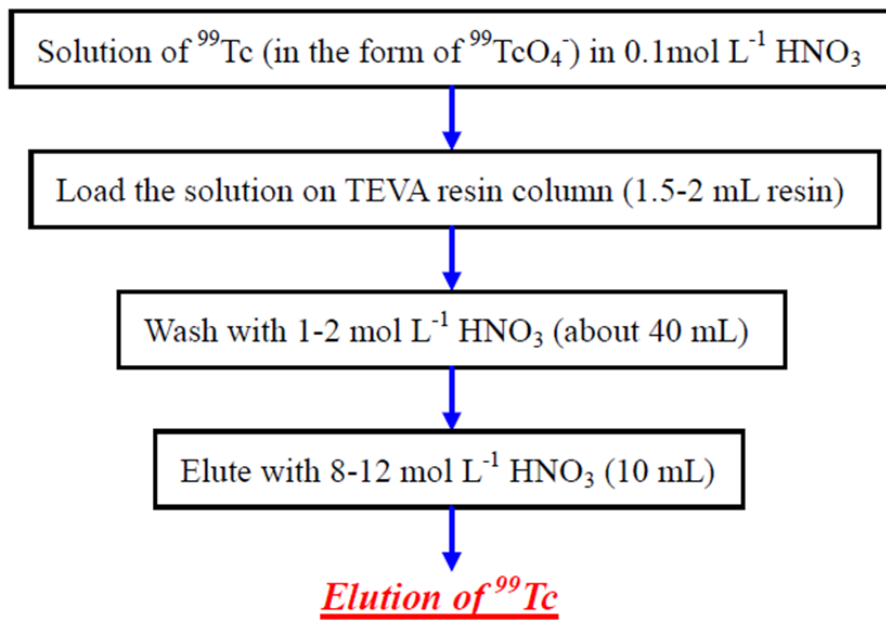 Solution of ⁹⁹Tc (in the form of ⁹⁹TcO₄⁻) in 0.1mol L⁻¹ HNO₃
Load the solution on TEVA resin column (1.5-2 mL resin)
Wash with 1-2 mol L⁻¹ HNO₃ (about 40 mL)
Elute with 8-12 mol L⁻¹ HNO₃ (10 mL)
Elution of ⁹⁹Tc